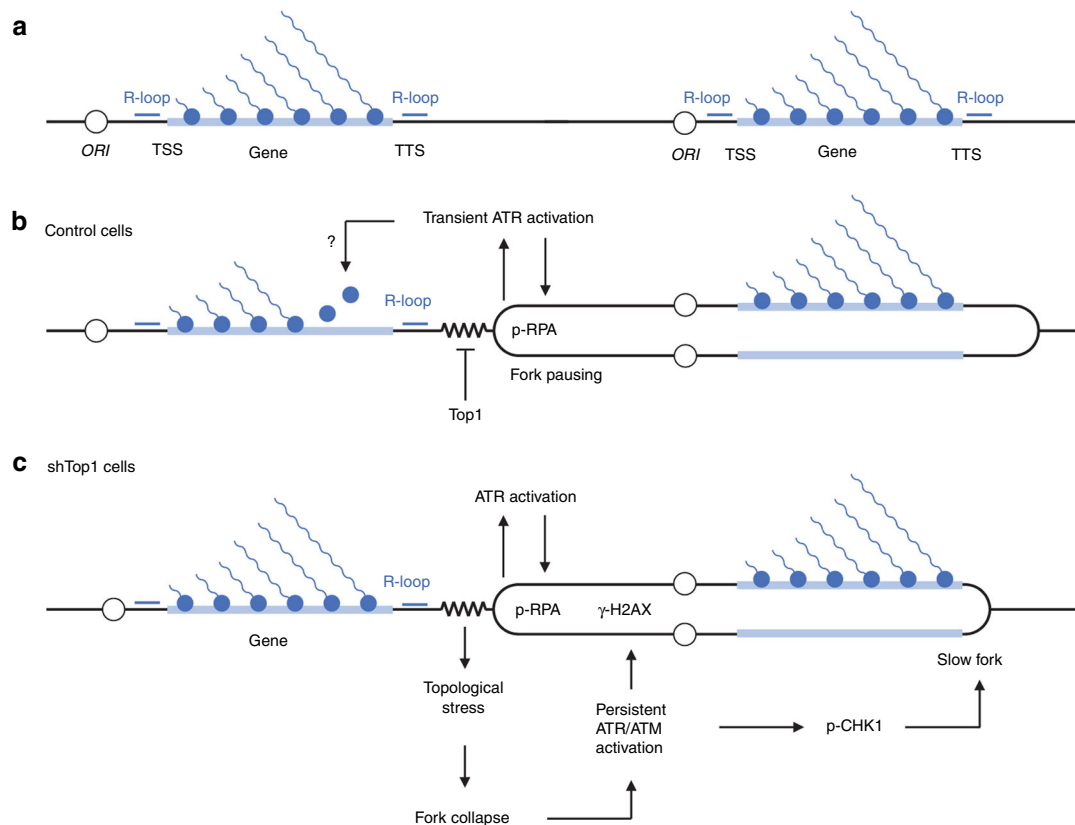 a
R-loop
R-loop
R-loop
R-loop
ORI
TSS
Gene
TTS
ORI
TSS
Gene
TTS
b
Control cells
Transient ATR activation
?
R-loop
p-RPA
Fork pausing
Top1
c
shTop1 cells
ATR activation
R-loop
p-RPA
γ-H2AX
Gene
Slow fork
Topological
stress
Persistent
ATR/ATM
activation
p-CHK1
Fork collapse